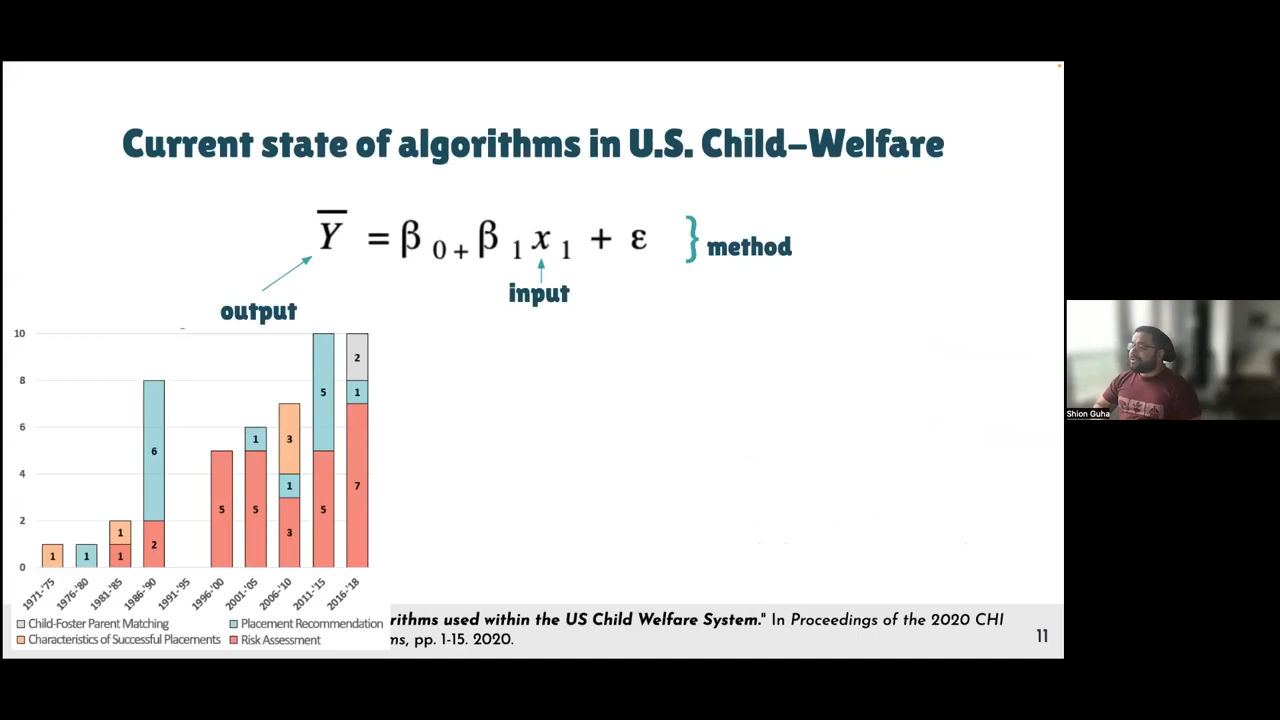 Current state of algorithms in U.S. Child-Welfare
Y = β 0 + β 1 x 1 + ε } method
input
output
10
8
6
4
2
0
1
1
1
1
6
2
5
1
5
3
1
3
5
5
2
1
7
1971-'75 1976-'80 1981-'85 1986-'90 1991-'95 1996-'00 2001-'05 2006-'10 2011-'15 2016-'18
Child-Foster Parent Matching Placement Recommendation
Characteristics of Successful Placements Risk Assessment
used within the US Child Welfare System." In Proceedings of the 2020 CHI
pp. 1-15. 2020.
11
Shion Guha